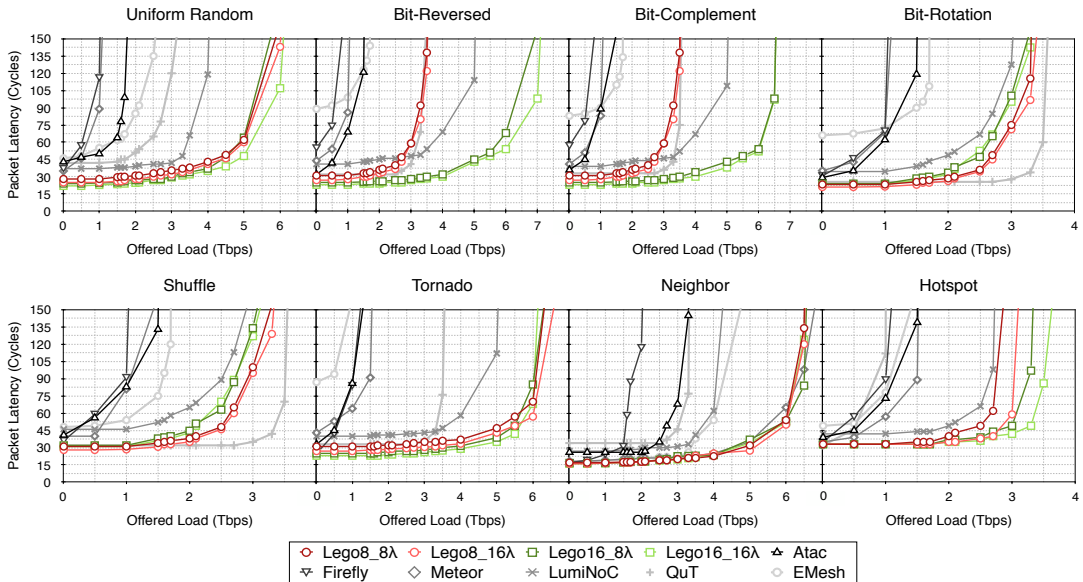 Uniform Random Bit-Reversed Bit-Complement Bit-Rotation
Packet Latency (Cycles)
150
135
120
105
90
75
60
45
30
15
0
0 1 2 3 4 5 6 0 1 2 3 4 5 6 7 0 1 2 3 4 5 6 7 0 1 2 3 4
Offered Load (Tbps) Offered Load (Tbps) Offered Load (Tbps) Offered Load (Tbps)
Shuffle Tornado Neighbor Hotspot
Packet Latency (Cycles)
150
135
120
105
90
75
60
45
30
15
0
0 1 2 3 0 1 2 3 4 5 6 0 1 2 3 4 5 6 0 1 2 3 4
Offered Load (Tbps) Offered Load (Tbps) Offered Load (Tbps) Offered Load (Tbps)
Lego8_8λ Lego8_16λ Lego16_8λ Lego16_16λ Atac
Firefly Meteor LumiNoC QuT EMesh